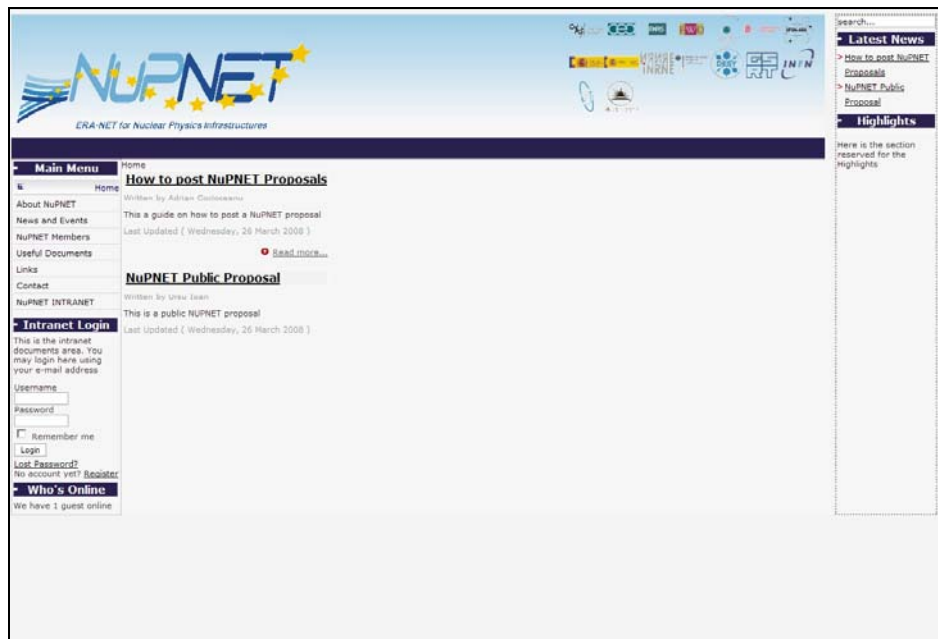 NuPNET
ERA-NET for Nuclear Physics Infrastructures
CEA
CNRS
FWO
INRNE
GSRT
INFN
Main Menu
Home
About NuPNET
News and Events
NuPNET Members
Useful Documents
Links
Contact
NuPNET INTRANET
Intranet Login
This is the intranet
documents area. You
may login here using
your e-mail address
Username
Password
Remember me
Login
Lost Password?
No account yet? Register
Who's Online
We have 1 guest online
Home
How to post NuPNET Proposals
Written by Adrian
This a guide on how to post a NuPNET proposal
Last Updated ( Wednesday, 26 March 2008 )
Read more...
NuPNET Public Proposal
Written by Ursu Ioan
This is a public NUPNET proposal
Last Updated ( Wednesday, 26 March 2008 )
search...
Latest News
> How to post NuPNET
Proposals
> NuPNET Public
Proposal
Highlights
Here is the section
reserved for the
Highlights